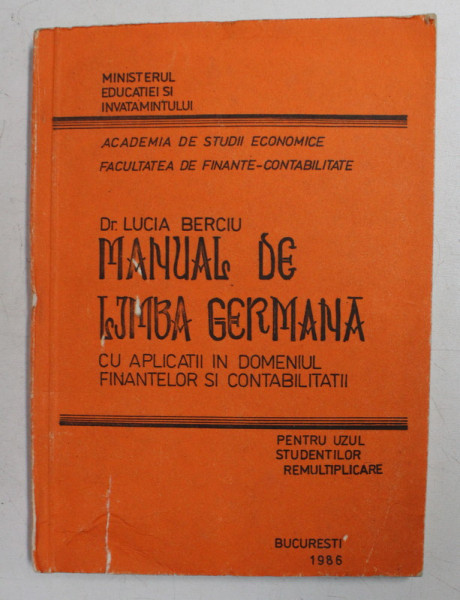 MINISTERUL
EDUCATIEI SI
INVATAMINTULUI
ACADEMIA DE STUDII ECONOMICE
FACULTATEA DE FINANTE-CONTABILITATE
Dr. LUCIA BERCIU
MANUAL DE
LIMBA GERMANĂ
CU APLICATII IN DOMENIUL
FINANTELOR SI CONTABILITATII
PENTRU UZUL
STUDENTILOR
REMULTIPLICARE
BUCURESTI
1986